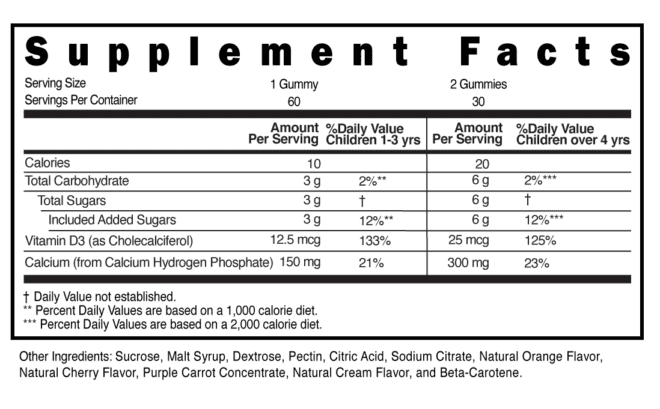 Supplement Facts
Serving Size 1 Gummy 2 Gummies
Servings Per Container 60 30
Amount Per Serving %Daily Value Children 1-3 yrs Amount Per Serving %Daily Value Children over 4 yrs
Calories 10 20
Total Carbohydrate 3 g 2%** 6 g 2%***
Total Sugars 3 g † 6 g †
Included Added Sugars 3 g 12%** 6 g 12%***
Vitamin D3 (as Cholecalciferol) 12.5 mcg 133% 25 mcg 125%
Calcium (from Calcium Hydrogen Phosphate) 150 mg 21% 300 mg 23%
† Daily Value not established.
** Percent Daily Values are based on a 1,000 calorie diet.
*** Percent Daily Values are based on a 2,000 calorie diet.
Other Ingredients: Sucrose, Malt Syrup, Dextrose, Pectin, Citric Acid, Sodium Citrate, Natural Orange Flavor,
Natural Cherry Flavor, Purple Carrot Concentrate, Natural Cream Flavor, and Beta-Carotene.